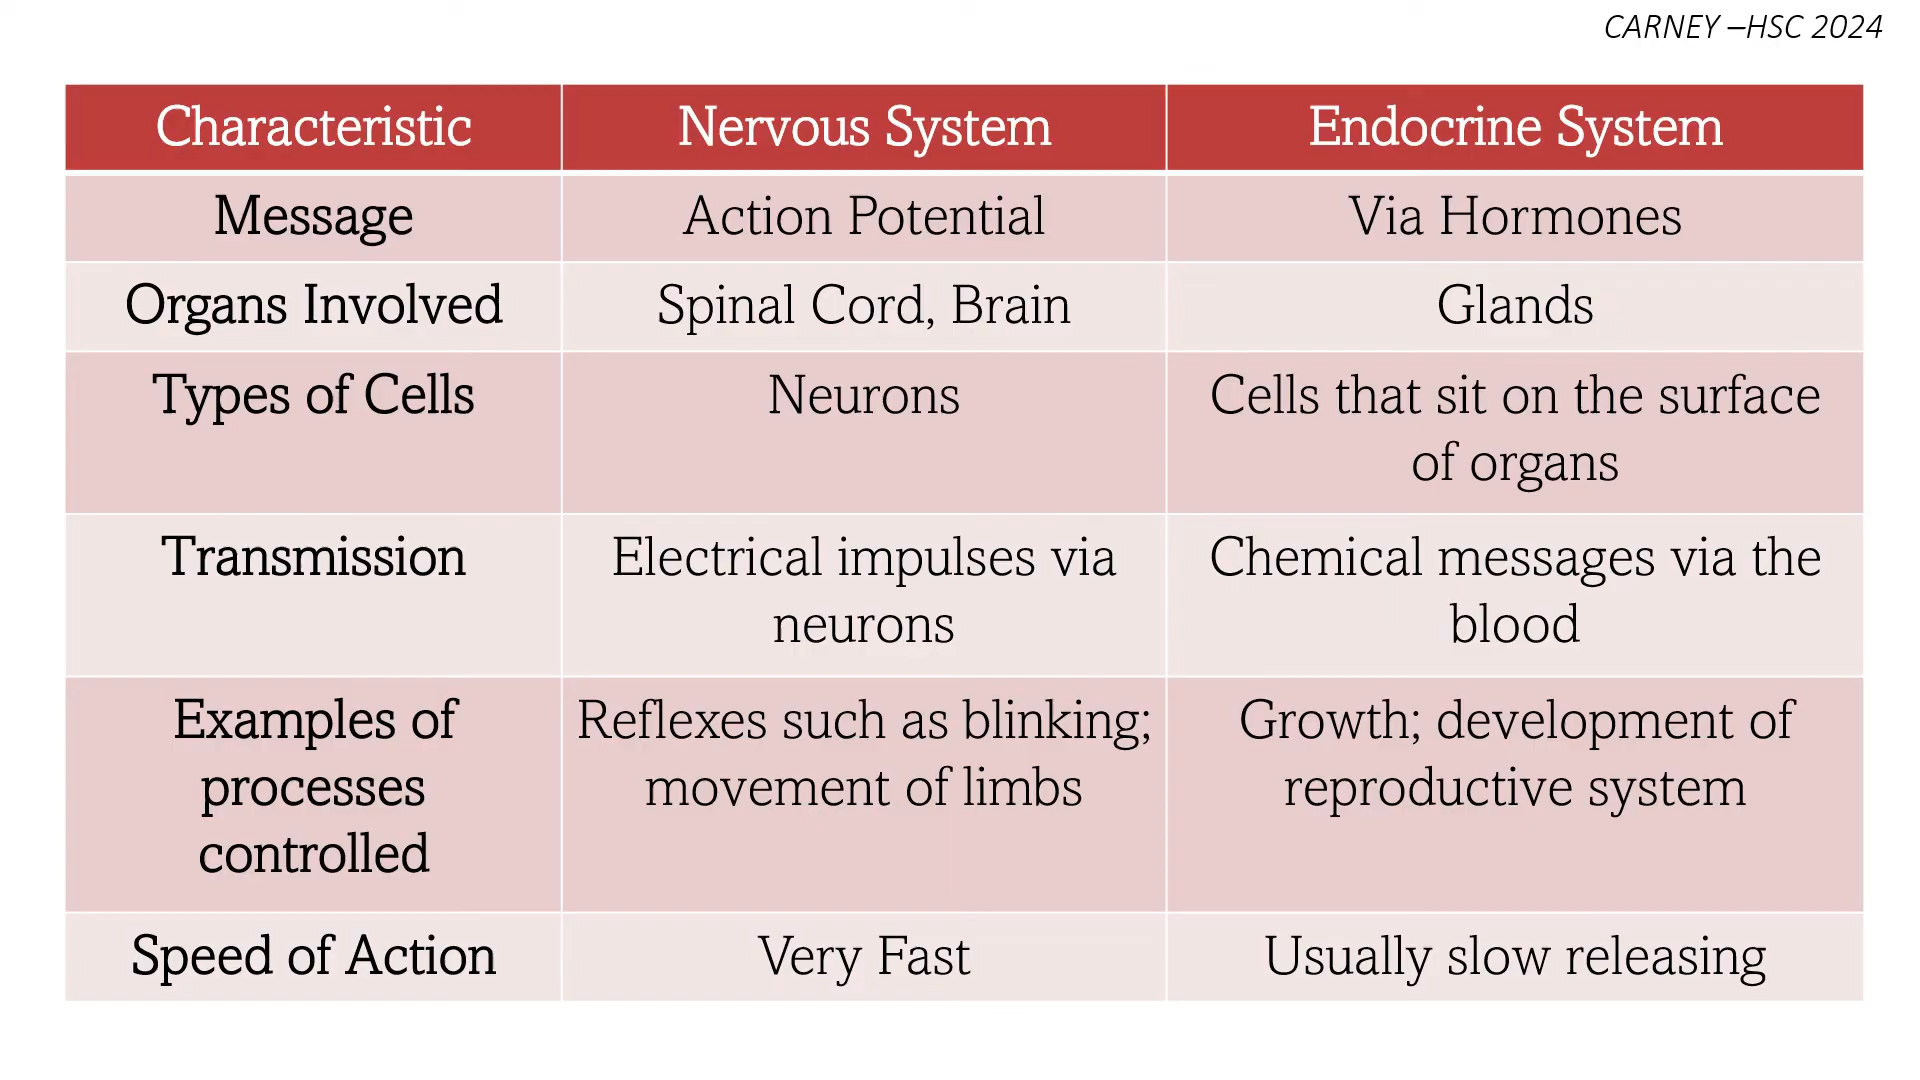 CARNEY –HSC 2024
Characteristic
Nervous System
Endocrine System
Message
Action Potential
Via Hormones
Organs Involved
Spinal Cord, Brain
Glands
Types of Cells
Neurons
Cells that sit on the surface
of organs
Transmission
Electrical impulses via
neurons
Chemical messages via the
blood
Examples of
processes
controlled
Reflexes such as blinking;
movement of limbs
Growth; development of
reproductive system
Speed of Action
Very Fast
Usually slow releasing